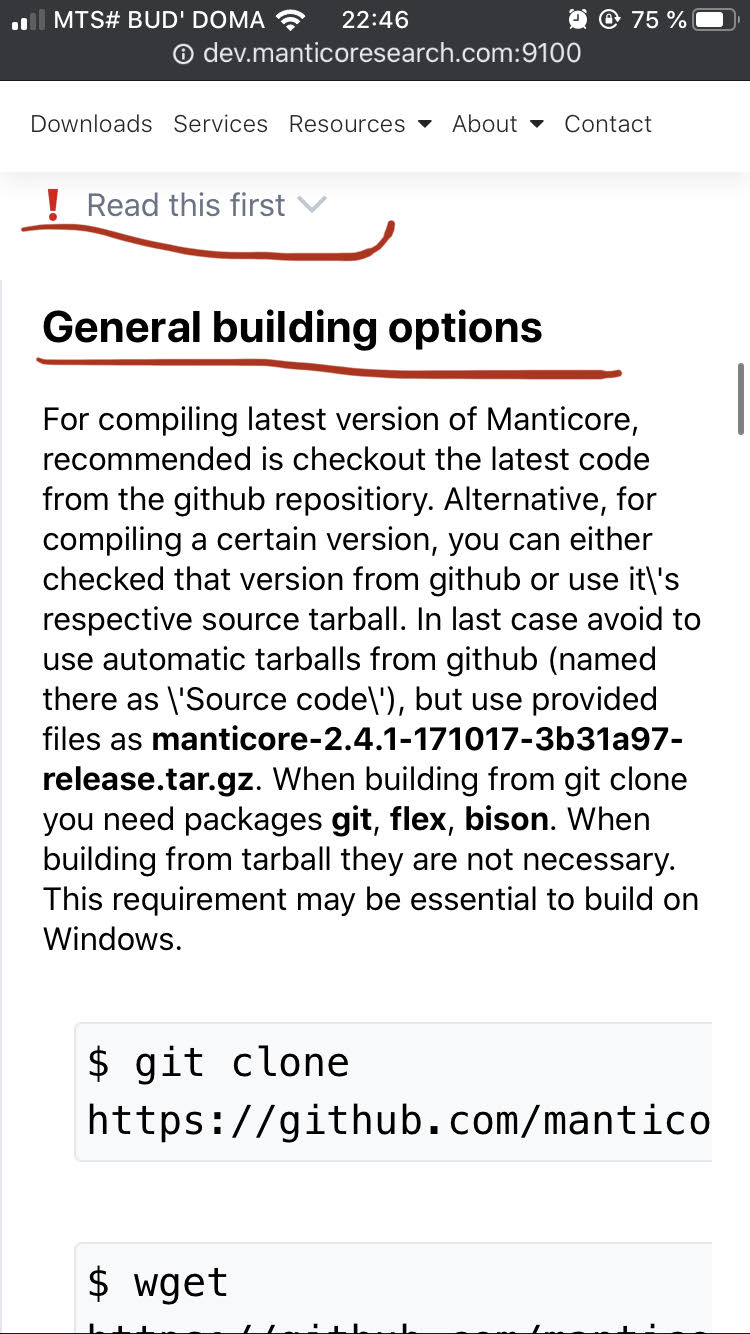 MTS# BUD' DOMA 22:46 75 %
dev.manticoresearch.com:9100
Downloads Services Resources About Contact
❗ Read this first
General building options
For compiling latest version of Manticore,
recommended is checkout the latest code
from the github repositiory. Alternative, for
compiling a certain version, you can either
checked that version from github or use it\'s
respective source tarball. In last case avoid to
use automatic tarballs from github (named
there as \'Source code\'), but use provided
files as manticore-2.4.1-171017-3b31a97-
release.tar.gz. When building from git clone
you need packages git, flex, bison. When
building from tarball they are not necessary.
This requirement may be essential to build on
Windows.
$ git clone
https://github.com/mantico
$ wget